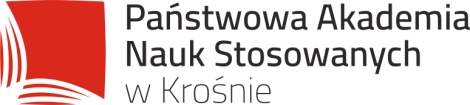 Państwowa Akademia
Nauk Stosowanych
w Krośnie